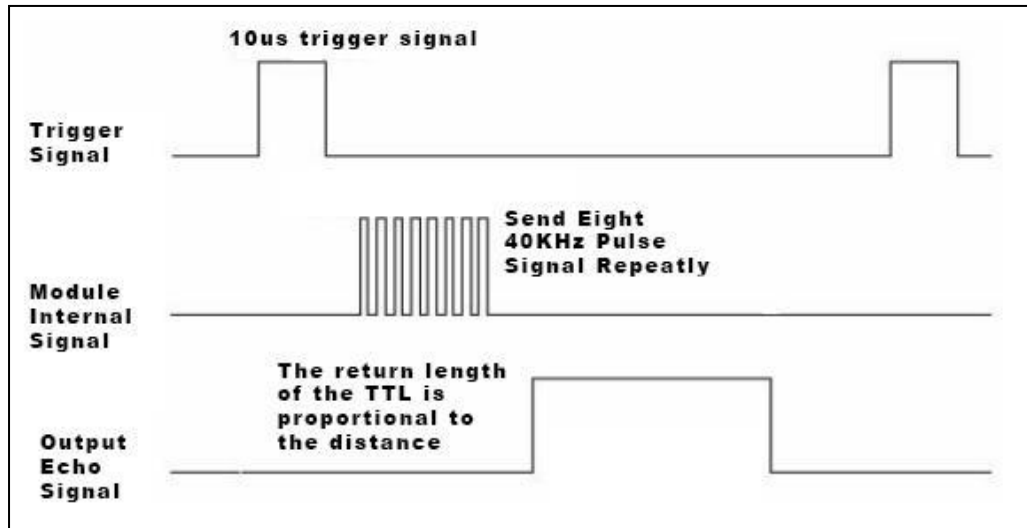 10us trigger signal
Trigger
Signal
Send Eight
40KHz Pulse
Signal Repeatly
Module
Internal
Signal
The return length
of the TTL is
proportional to
the distance
Output
Echo
Signal